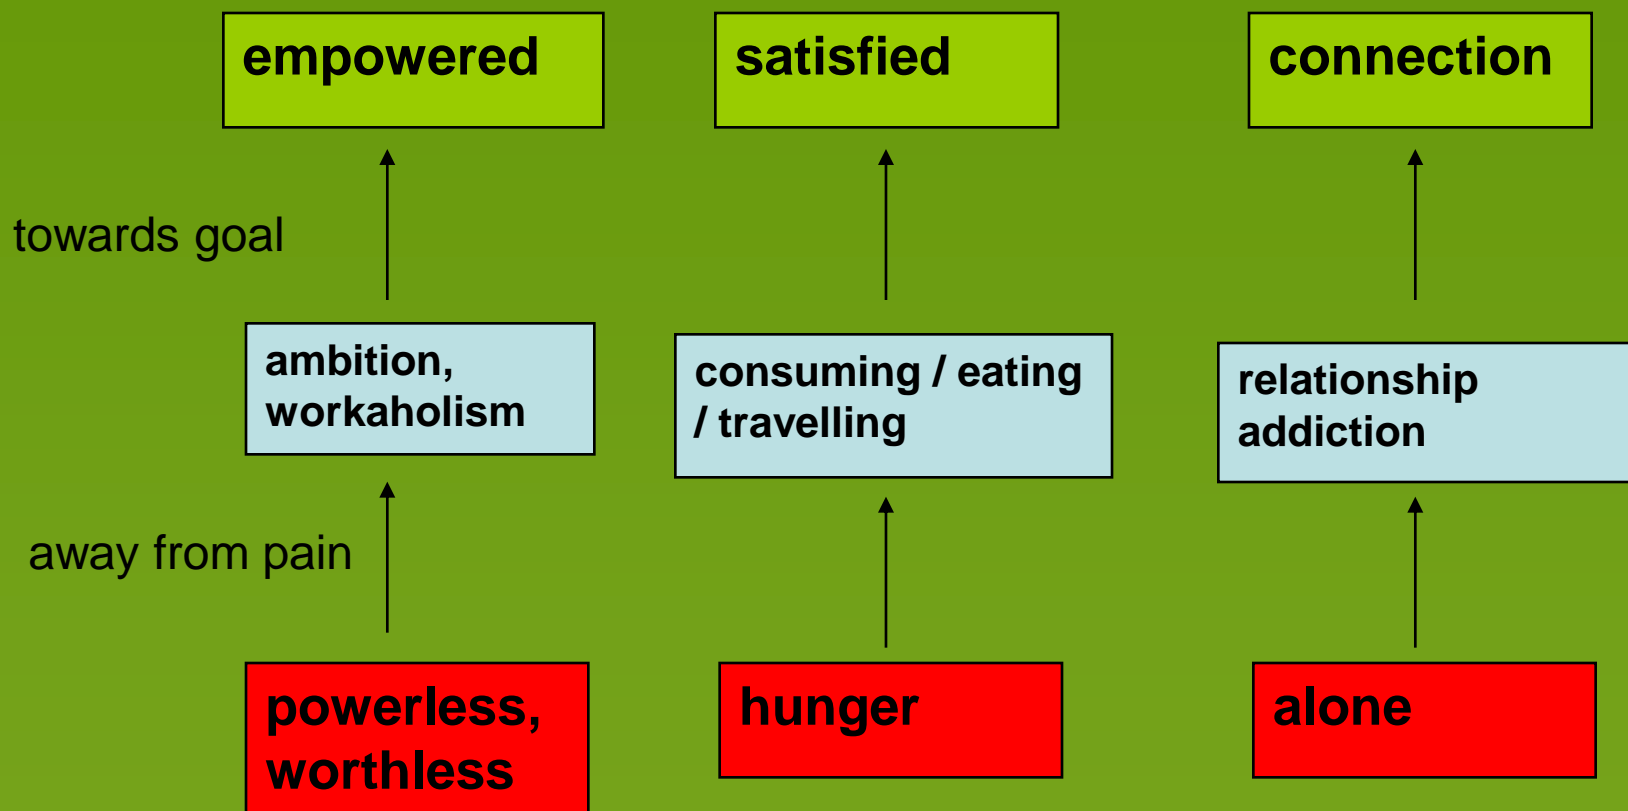 empowered
satisfied
connection
towards goal
ambition,
workaholism
consuming / eating
/ travelling
relationship
addiction
away from pain
powerless,
worthless
hunger
alone